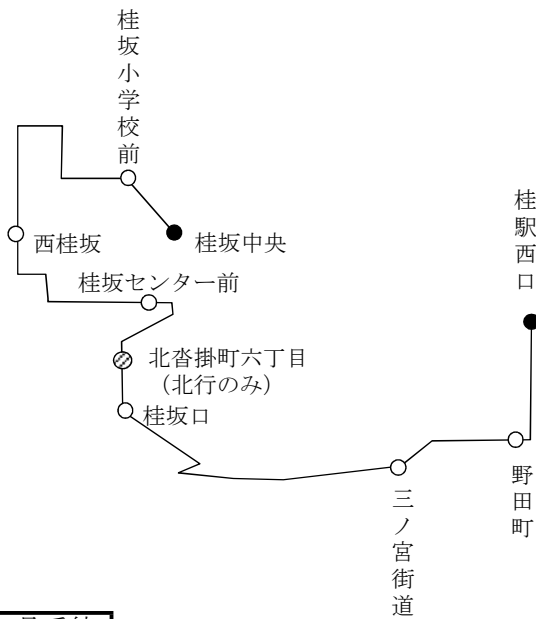 桂坂小学校前
桂駅西口
西桂坂
桂坂中央
桂坂センター前
北沓掛町六丁目
（北行のみ）
桂坂口
野田町
三ノ宮街道